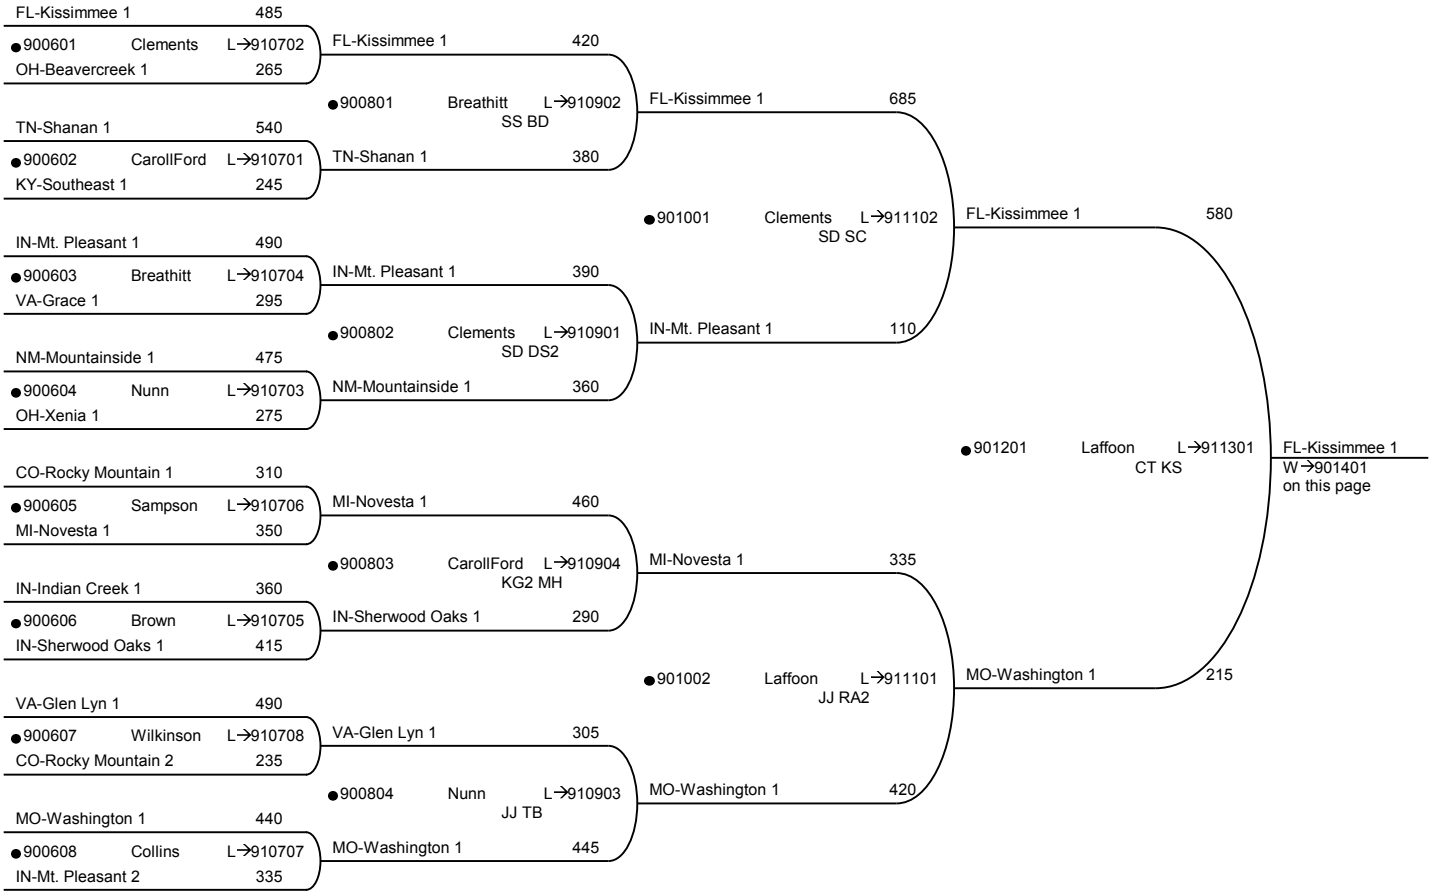 FL-Kissimmee 1 485
●900601 Clements L→910702
OH-Beavercreek 1 265
TN-Shanan 1 540
●900602 CarollFord L→910701
KY-Southeast 1 245
IN-Mt. Pleasant 1 490
●900603 Breathitt L→910704
VA-Grace 1 295
NM-Mountainside 1 475
●900604 Nunn L→910703
OH-Xenia 1 275
CO-Rocky Mountain 1 310
●900605 Sampson L→910706
MI-Novesta 1 350
IN-Indian Creek 1 360
●900606 Brown L→910705
IN-Sherwood Oaks 1 415
VA-Glen Lyn 1 490
●900607 Wilkinson L→910708
CO-Rocky Mountain 2 235
MO-Washington 1 440
●900608 Collins L→910707
IN-Mt. Pleasant 2 335
FL-Kissimmee 1 420
●900801 Breathitt L→910902
SS BD
TN-Shanan 1 380
IN-Mt. Pleasant 1 390
●900802 Clements L→910901
SD DS2
NM-Mountainside 1 360
MI-Novesta 1 460
●900803 CarollFord L→910904
KG2 MH
IN-Sherwood Oaks 1 290
VA-Glen Lyn 1 305
●900804 Nunn L→910903
JJ TB
MO-Washington 1 445
FL-Kissimmee 1 685
●901001 Clements L→911102
SD SC
IN-Mt. Pleasant 1 110
MI-Novesta 1 335
●901002 Laffoon L→911101
JJ RA2
MO-Washington 1 420
FL-Kissimmee 1 580
●901201 Laffoon L→911301
CT KS
MO-Washington 1 215
FL-Kissimmee 1
W→901401
on this page